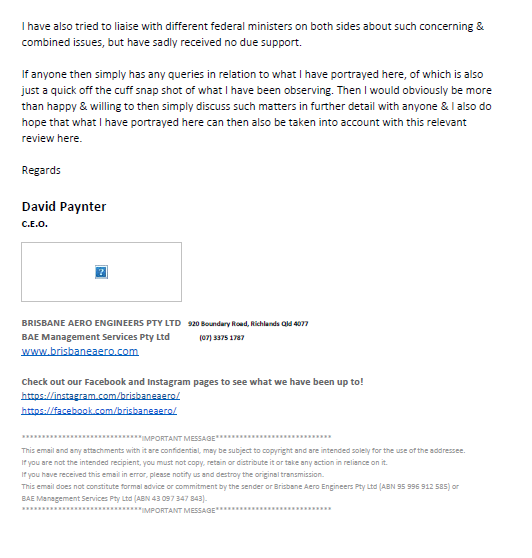 I have also tried to liaise with different federal ministers on both sides about such concerning &
combined issues, but have sadly received no due support.
If anyone then simply has any queries in relation to what I have portrayed here, of which is also
just a quick off the cuff snap shot of what I have been observing. Then I would obviously be more
than happy & willing to then simply discuss such matters in further detail with anyone & I also do
hope that what I have portrayed here can then also be taken into account with this relevant
review here.
Regards
David Paynter
C.E.O.
BRISBANE AERO ENGINEERS PTY LTD 920 Boundary Road, Richlands Qld 4077
BAE Management Services Pty Ltd (07) 3375 1787
www.brisbaneaero.com
Check out our Facebook and Instagram pages to see what we have been up to!
https://instagram.com/brisbaneaero/
https://facebook.com/brisbaneaero/
******************************IMPORTANT MESSAGE*****************************
This email and any attachments with it are confidential, may be subject to copyright and are intended solely for the use of the addressee.
If you are not the intended recipient, you must not copy, retain or distribute it or take any action in reliance on it.
If you have received this email in error, please notify us and destroy the original transmission.
This email does not constitute formal advice or commitment by the sender or Brisbane Aero Engineers Pty Ltd (ABN 95 996 912 585) or
BAE Management Services Pty Ltd (ABN 43 097 347 843).
******************************IMPORTANT MESSAGE*****************************